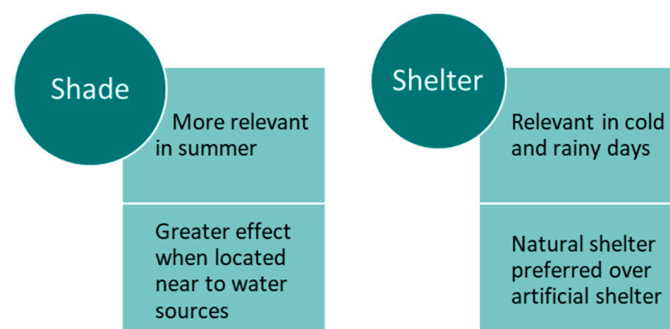 Shade
More relevant
in summer
Greater effect
when located
near to water
sources
Shelter
Relevant in cold
and rainy days
Natural shelter
preferred over
artificial shelter